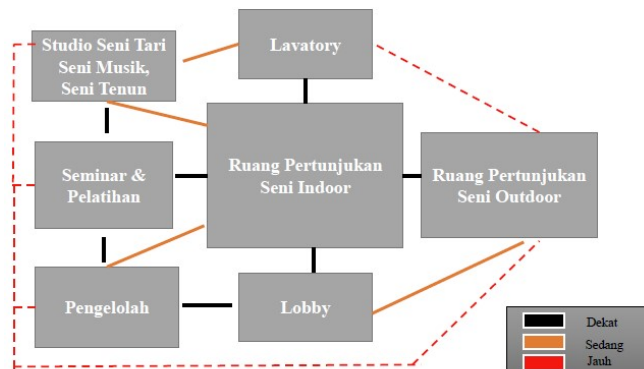 Studio Seni Tari
Seni Musik,
Seni Tenun
Lavatory
Seminar &
Pelatihan
Ruang Pertunjukan
Seni Indoor
Ruang Pertunjukan
Seni Outdoor
Pengelolah
Lobby
Dekat
Sedang
Jauh